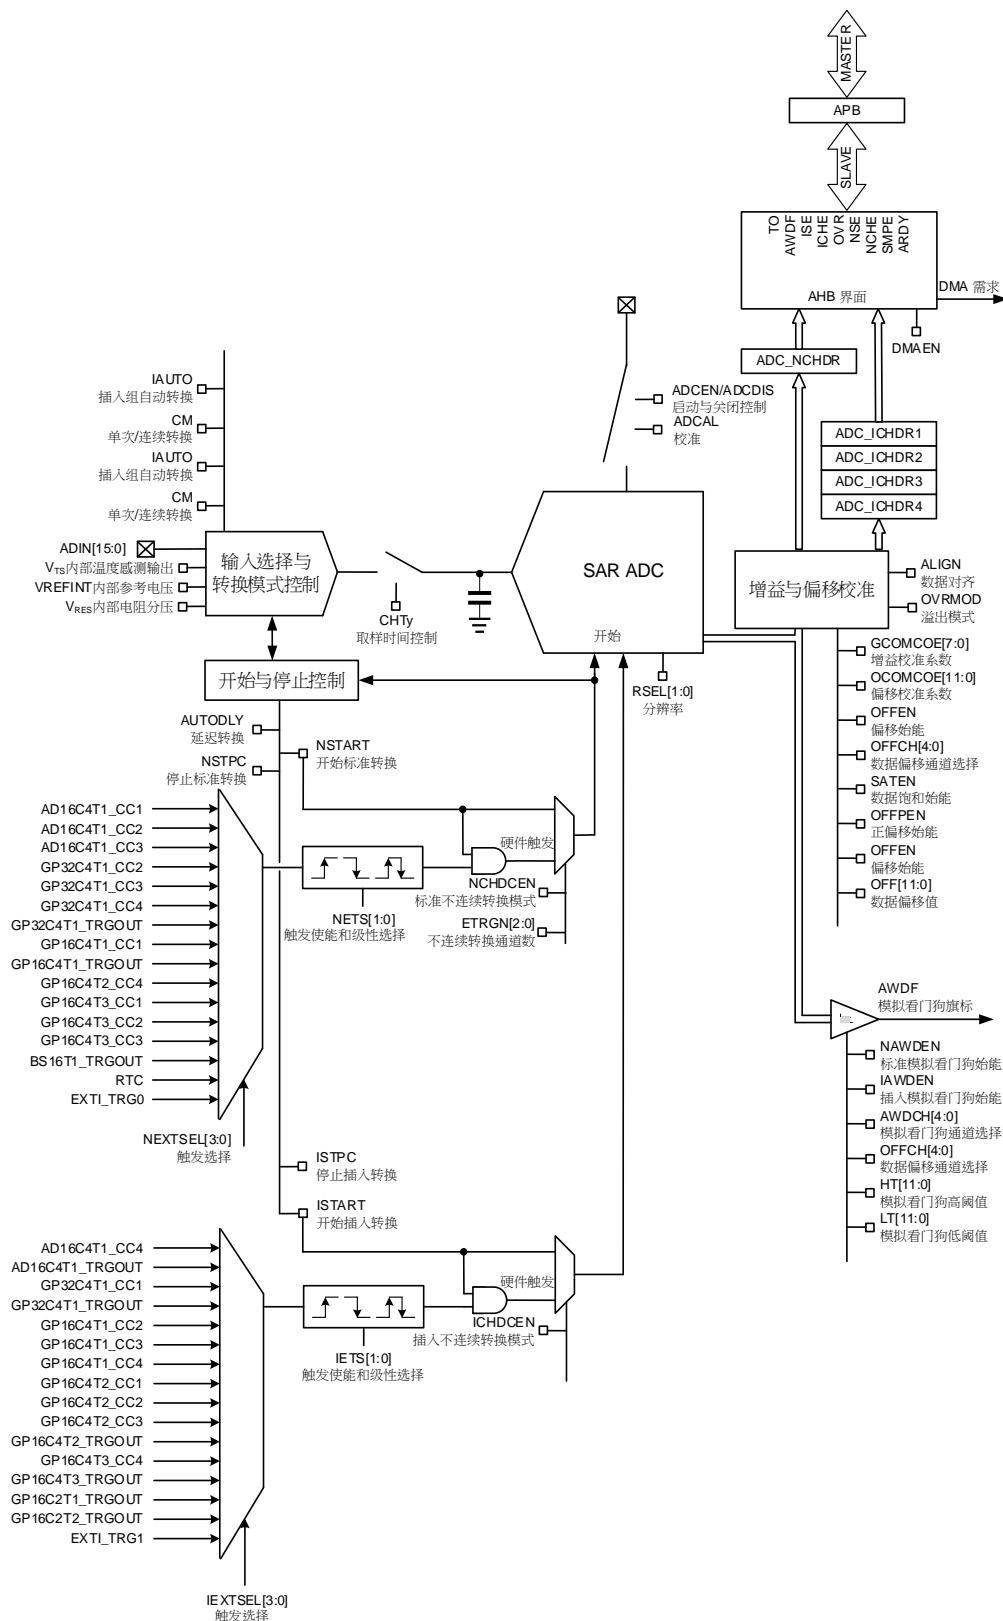 MASTER
APB
SLAVE
TO
AWDF
ISE
ICHE
OVR
NSE
NCHE
SMPE
ARDY
AHB 界面
DMA 需求
DMAEN
ADC_NCHDR
ADC_ICHDR1
ADC_ICHDR2
ADC_ICHDR3
ADC_ICHDR4
IAUTO
插入组自动转换
CM
单次/连续转换
IAUTO
插入组自动转换
CM
单次/连续转换
ADCEN/ADCDIS
启动与关闭控制
ADCAL
校准
ADIN[15:0]
VTS内部温度感测输出
VREFINT内部参考电压
VRES内部电阻分压
输入选择与
转换模式控制
CHTy
取样时间控制
SAR ADC
开始
RSEL[1:0]
分辨率
增益与偏移校准
ALIGN
数据对齐
OVRMOD
溢出模式
GCOMCOE[7:0]
增益校准系数
OCOMCOE[11:0]
偏移校准系数
OFFEN
偏移始能
OFFCH[4:0]
数据偏移通道选择
SATEN
数据饱和始能
OFFPEN
正偏移始能
OFFEN
偏移始能
OFF[11:0]
数据偏移值
开始与停止控制
AUTODLY
延迟转换
NSTPC
停止标准转换
NSTART
开始标准转换
AD16C4T1_CC1
AD16C4T1_CC2
AD16C4T1_CC3
GP32C4T1_CC2
GP32C4T1_CC3
GP32C4T1_CC4
GP32C4T1_TRGOUT
GP16C4T1_CC1
GP16C4T1_TRGOUT
GP16C4T2_CC4
GP16C4T3_CC1
GP16C4T3_CC2
GP16C4T3_CC3
BS16T1_TRGOUT
RTC
EXTI_TRG0
NEXTSEL[3:0]
触发选择
NETS[1:0]
触发使能和级性选择
硬件触发
NCHDCEN
标准不连续转换模式
ETRGN[2:0]
不连续转换通道数
AWDF
模拟看门狗旗标
NAWDEN
标准模拟看门狗始能
IAWDEN
插入模拟看门狗始能
AWDCH[4:0]
模拟看门狗通道选择
OFFCH[4:0]
数据偏移通道选择
HT[11:0]
模拟看门狗高阈值
LT[11:0]
模拟看门狗低阈值
ISTPC
停止插入转换
ISTART
开始插入转换
AD16C4T1_CC4
AD16C4T1_TRGOUT
GP32C4T1_CC1
GP32C4T1_TRGOUT
GP16C4T1_CC2
GP16C4T1_CC3
GP16C4T1_CC4
GP16C4T2_CC1
GP16C4T2_CC2
GP16C4T2_CC3
GP16C4T2_TRGOUT
GP16C4T3_CC4
GP16C4T3_TRGOUT
GP16C2T1_TRGOUT
GP16C2T2_TRGOUT
EXTI_TRG1
IEXTSEL[3:0]
触发选择
IETS[1:0]
触发使能和级性选择
硬件触发
ICHDCEN
插入不连续转换模式